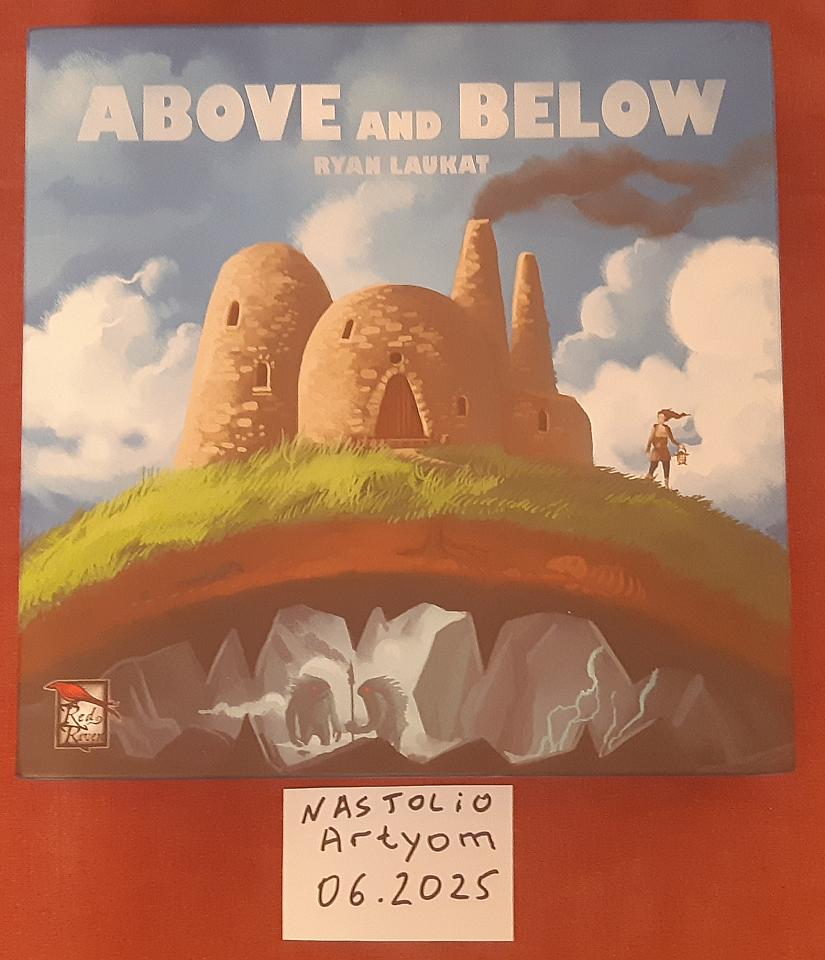 ABOVE AND BELOW
RYAN LAUKAT
Red
Raven
NASTOLiO
Artyom
06.2025